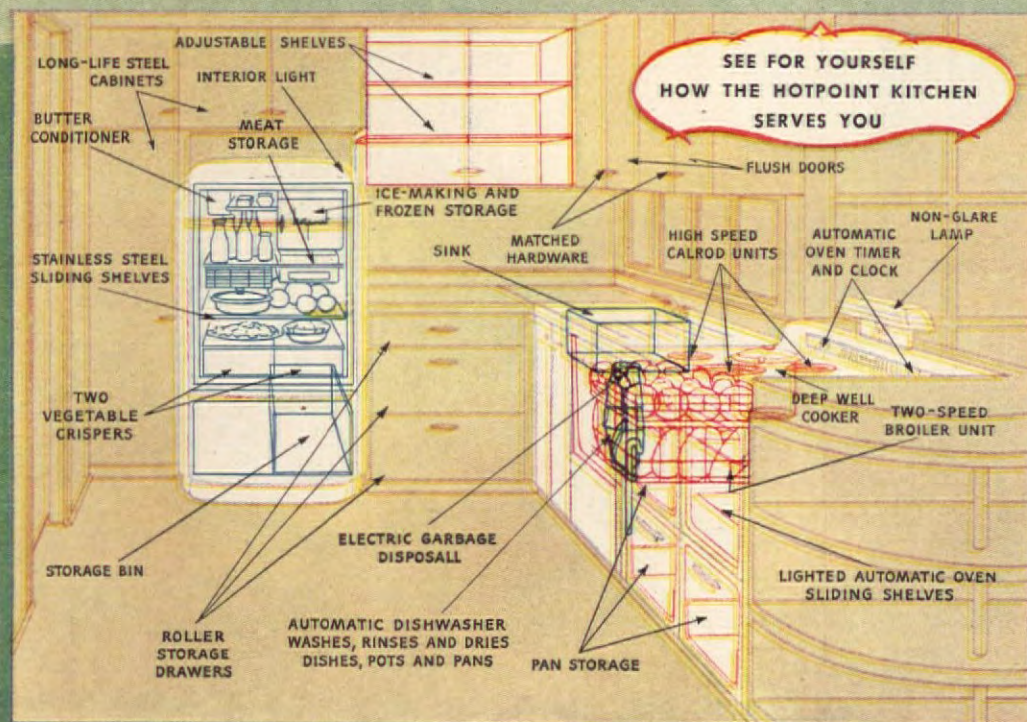 SEE FOR YOURSELF
HOW THE HOTPOINT KITCHEN
SERVES YOU
ADJUSTABLE SHELVES
LONG-LIFE STEEL
CABINETS
INTERIOR LIGHT
BUTTER
CONDITIONER
MEAT
STORAGE
FLUSH DOORS
ICE-MAKING AND
FROZEN STORAGE
NON-GLARE
LAMP
MATCHED
HARDWARE
HIGH SPEED
CALROD UNITS
AUTOMATIC
OVEN TIMER
AND CLOCK
SINK
STAINLESS STEEL
SLIDING SHELVES
TWO
VEGETABLE
CRISPERS
DEEP WELL
COOKER
TWO-SPEED
BROILER UNIT
ELECTRIC GARBAGE
DISPOSALL
STORAGE BIN
LIGHTED AUTOMATIC OVEN
SLIDING SHELVES
ROLLER
STORAGE
DRAWERS
AUTOMATIC DISHWASHER
WASHES, RINSES AND DRIES
DISHES, POTS AND PANS
PAN STORAGE